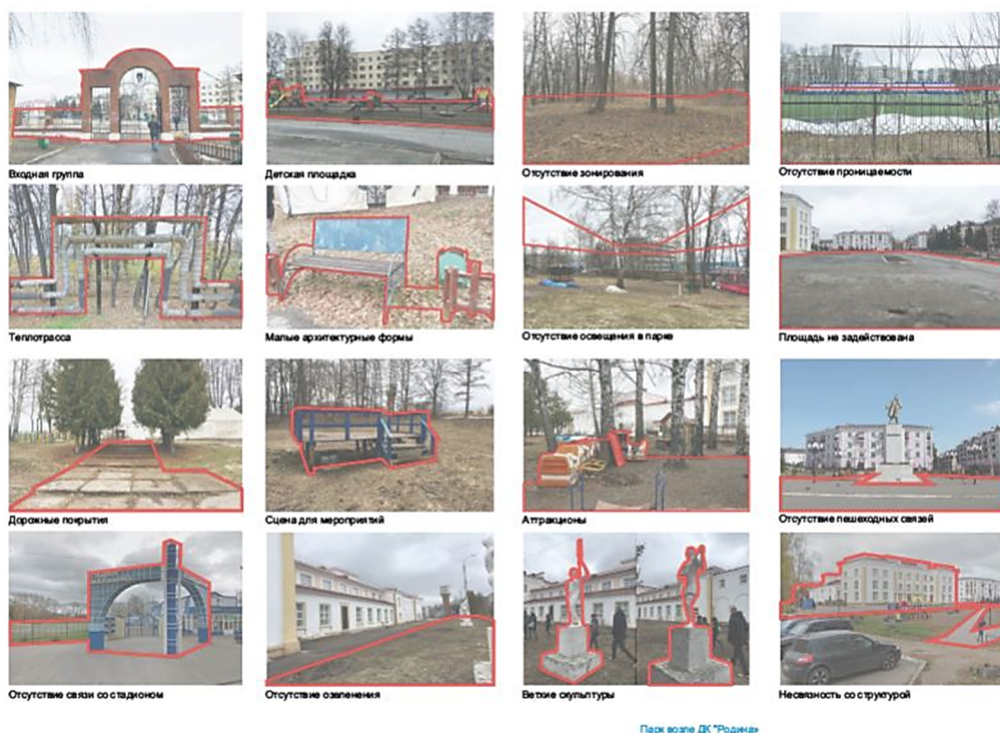 Входная группа
Детская площадка
Отсутствие зонирования
Отсутствие проницаемости
Теплотрасса
Малые архитектурные формы
Отсутствие освещения в парке
Площадь не задействована
Дорожные покрытия
Сцена для мероприятий
Аттракционы
Отсутствие пешеходных связей
Отсутствие связи со стадионом
Отсутствие озеленения
Ветхие скульптуры
Несвязность со структурой
Парк возле ДК "Родина»